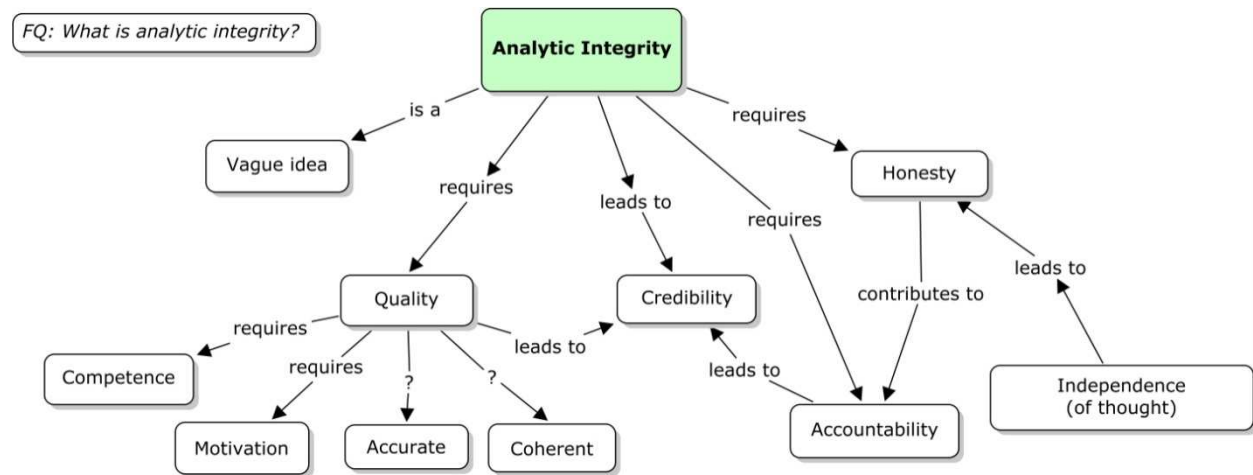 FQ: What is analytic integrity?
Analytic Integrity
is a
requires
Vague idea
Honesty
requires
leads to
requires
leads to
Quality
Credibility
contributes to
requires
leads to
requires
leads to
Competence
?
?
Independence
(of thought)
Motivation
Accurate
Coherent
Accountability